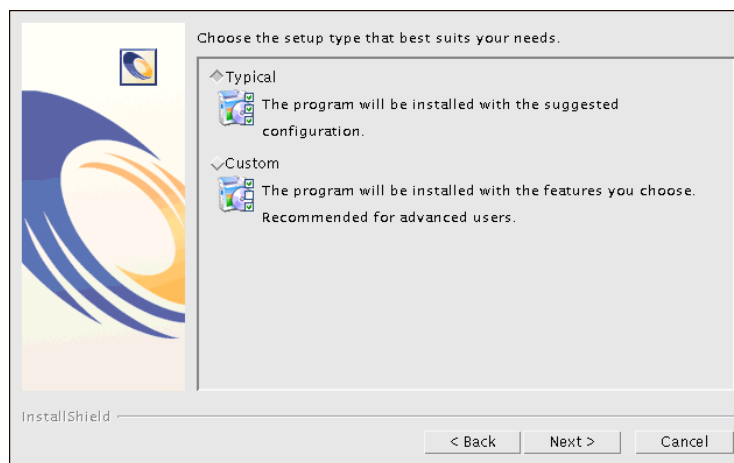 Choose the setup type that best suits your needs.
Typical
The program will be installed with the suggested
configuration.
Custom
The program will be installed with the features you choose.
Recommended for advanced users.
InstallShield
< Back
Next >
Cancel